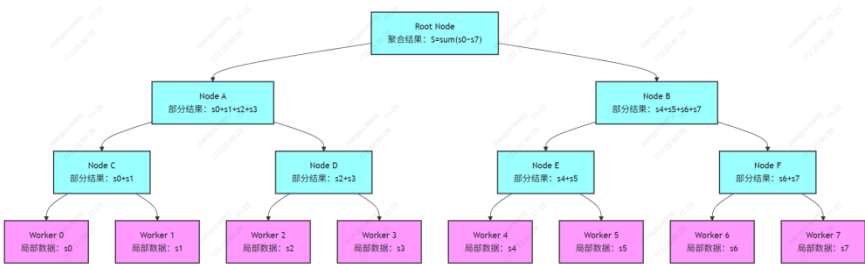 Root Node
聚合结果：S=sum(s0~s7)
Node A
部分结果：s0+s1+s2+s3
Node B
部分结果：s4+s5+s6+s7
Node C
部分结果：s0+s1
Node D
部分结果：s2+s3
Node E
部分结果：s4+s5
Node F
部分结果：s6+s7
Worker 0
局部数据：s0
Worker 1
局部数据：s1
Worker 2
局部数据：s2
Worker 3
局部数据：s3
Worker 4
局部数据：s4
Worker 5
局部数据：s5
Worker 6
局部数据：s6
Worker 7
局部数据：s7